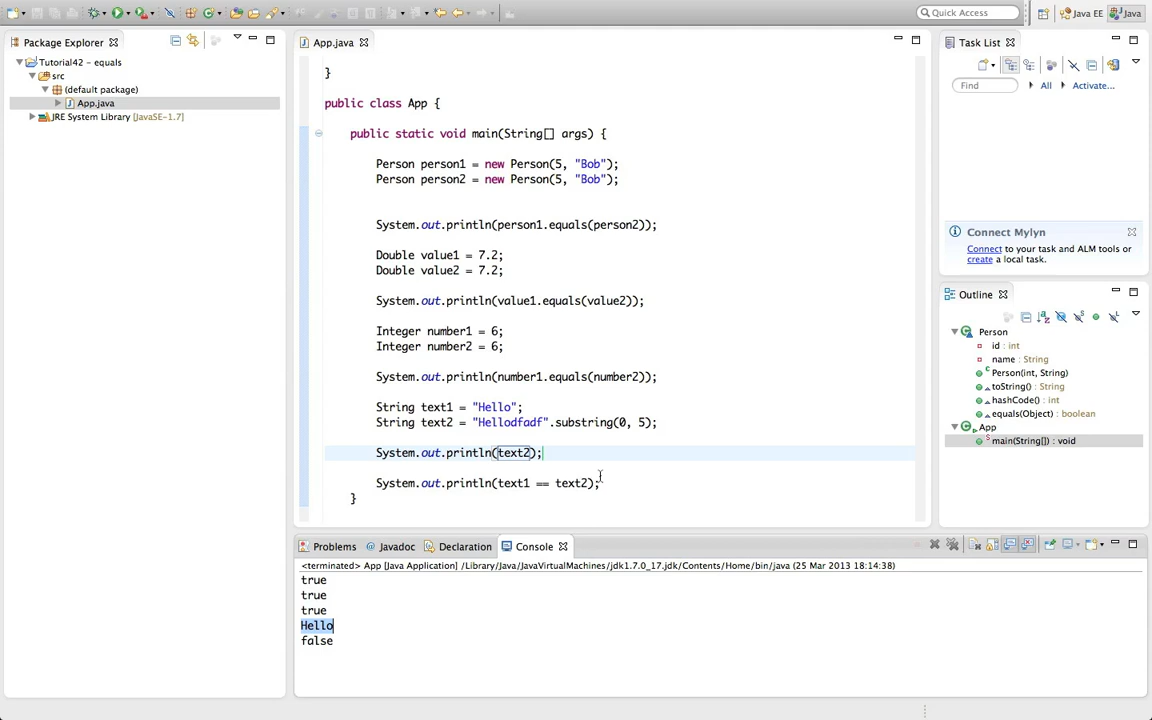 Quick Access
Java EE
Java
Package Explorer
Tutorial42 - equals
src
(default package)
App.java
JRE System Library [JavaSE-1.7]
App.java
}
public class App {
public static void main(String[] args) {
Person person1 = new Person(5, "Bob");
Person person2 = new Person(5, "Bob");
System.out.println(person1.equals(person2));
Double value1 = 7.2;
Double value2 = 7.2;
System.out.println(value1.equals(value2));
Integer number1 = 6;
Integer number2 = 6;
System.out.println(number1.equals(number2));
String text1 = "Hello";
String text2 = "Hellodfadf".substring(0, 5);
System.out.println(text2);
System.out.println(text1 == text2);
}
Task List
Find
All
Activate...
Connect Mylyn
Connect to your task and ALM tools or
create a local task.
Outline
Person
id : int
name : String
Person(int, String)
toString() : String
hashCode() : int
equals(Object) : boolean
App
main(String[]) : void
Problems
Javadoc
Declaration
Console
<terminated> App [Java Application] /Library/Java/JavaVirtualMachines/jdk1.7.0_17.jdk/Contents/Home/bin/java (25 Mar 2013 18:14:38)
true
true
true
Hello
false